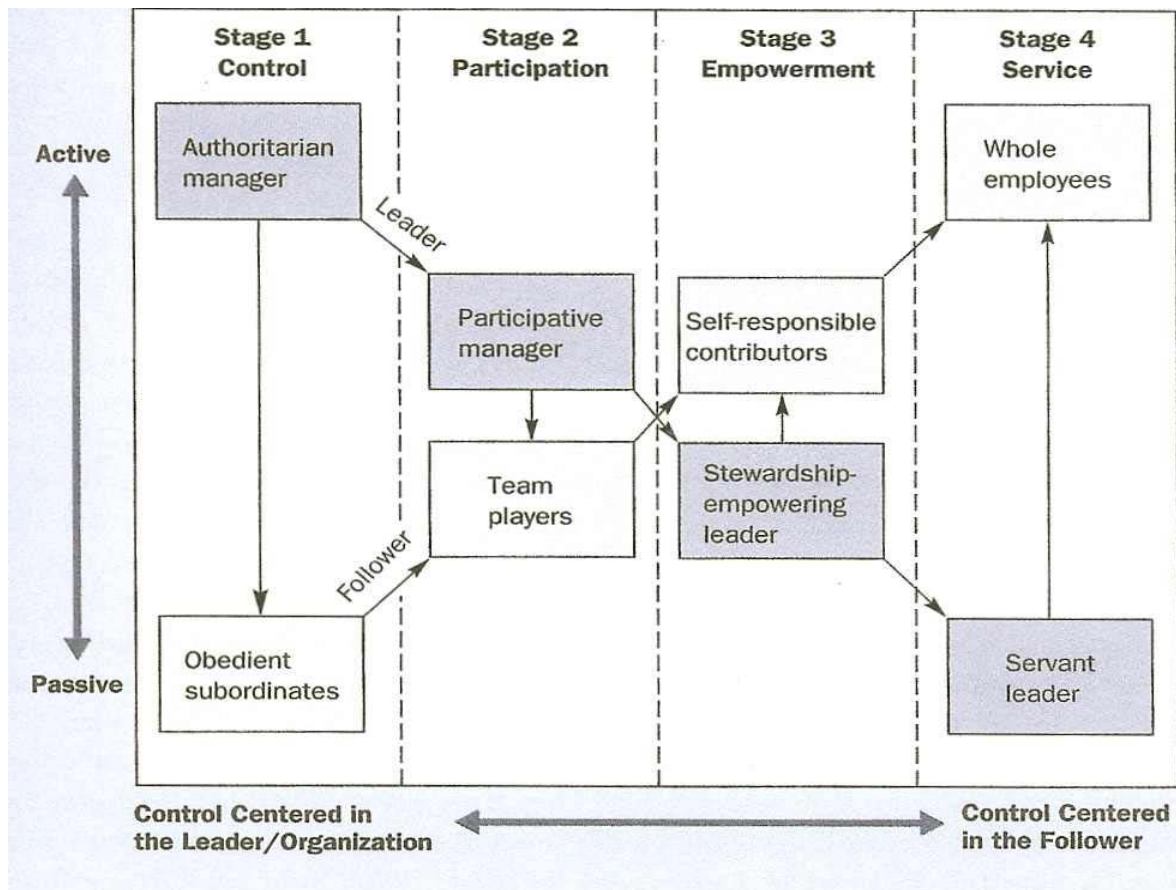 Stage 1
Control
Stage 2
Participation
Stage 3
Empowerment
Stage 4
Service
Active
Authoritarian
manager
Whole
employees
Leader
Participative
manager
Self-responsible
contributors
Team
players
Stewardship-
empowering
leader
Follower
Passive
Obedient
subordinates
Servant
leader
Control Centered in
the Leader/Organization
Control Centered
in the Follower